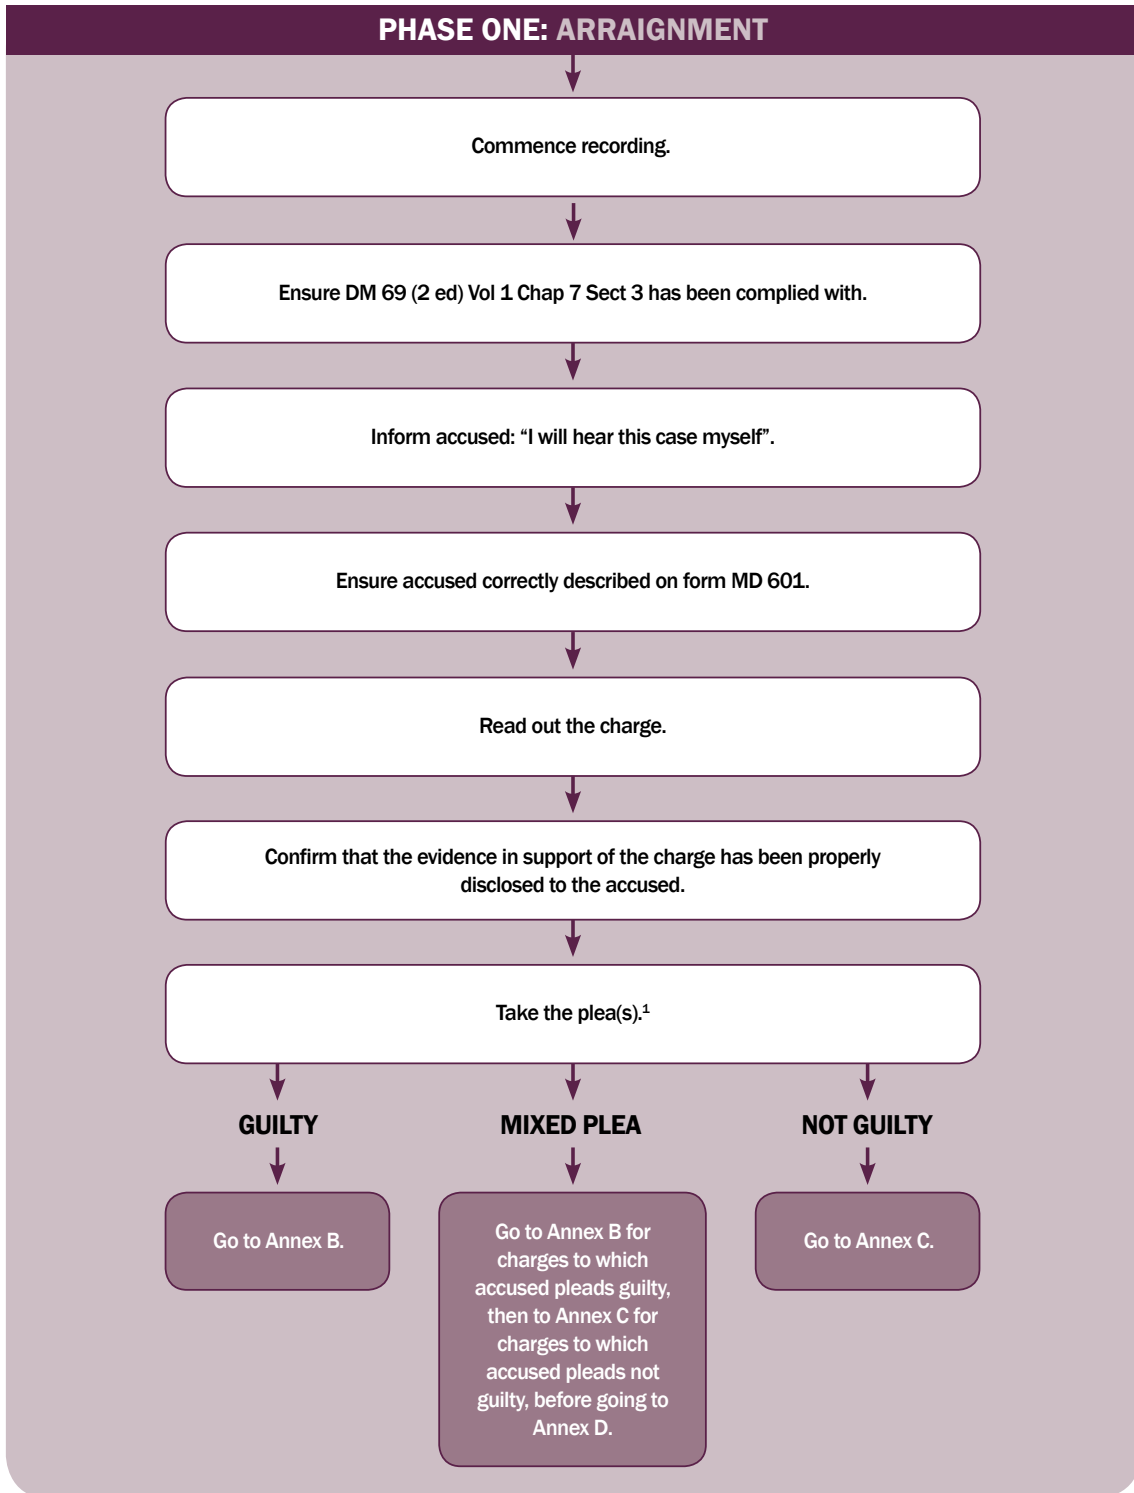 PHASE ONE: ARRAIGNMENT
Commence recording.
Ensure DM 69 (2 ed) Vol 1 Chap 7 Sect 3 has been complied with.
Inform accused: “I will hear this case myself”.
Ensure accused correctly described on form MD 601.
Read out the charge.
Confirm that the evidence in support of the charge has been properly
disclosed to the accused.
Take the plea(s).¹
GUILTY
MIXED PLEA
NOT GUILTY
Go to Annex B.
Go to Annex B for
charges to which
accused pleads guilty,
then to Annex C for
charges to which
accused pleads not
guilty, before going to
Annex D.
Go to Annex C.